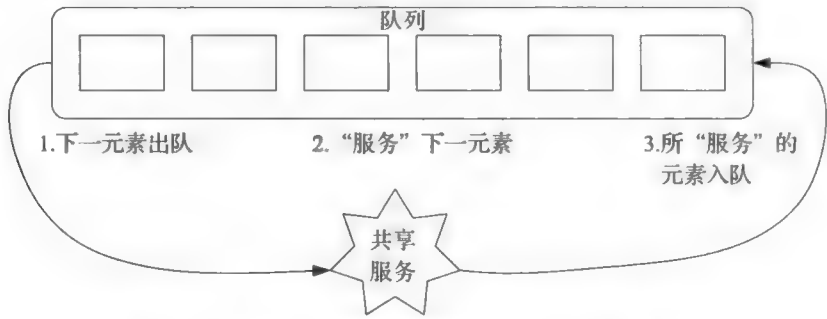 队列
1.下一元素出队
2. “服务”下一元素
3.所“服务”的
元素入队
共享
服务